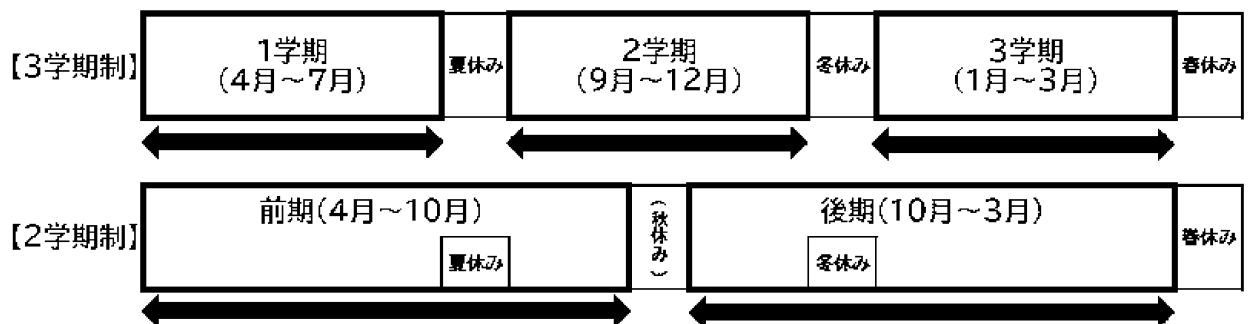 【3学期制】
1学期
(4月～7月)
夏休み
2学期
(9月～12月)
冬休み
3学期
(1月～3月)
春休み
【2学期制】
前期(4月～10月)
夏休み
(秋休み)
後期(10月～3月)
冬休み
春休み